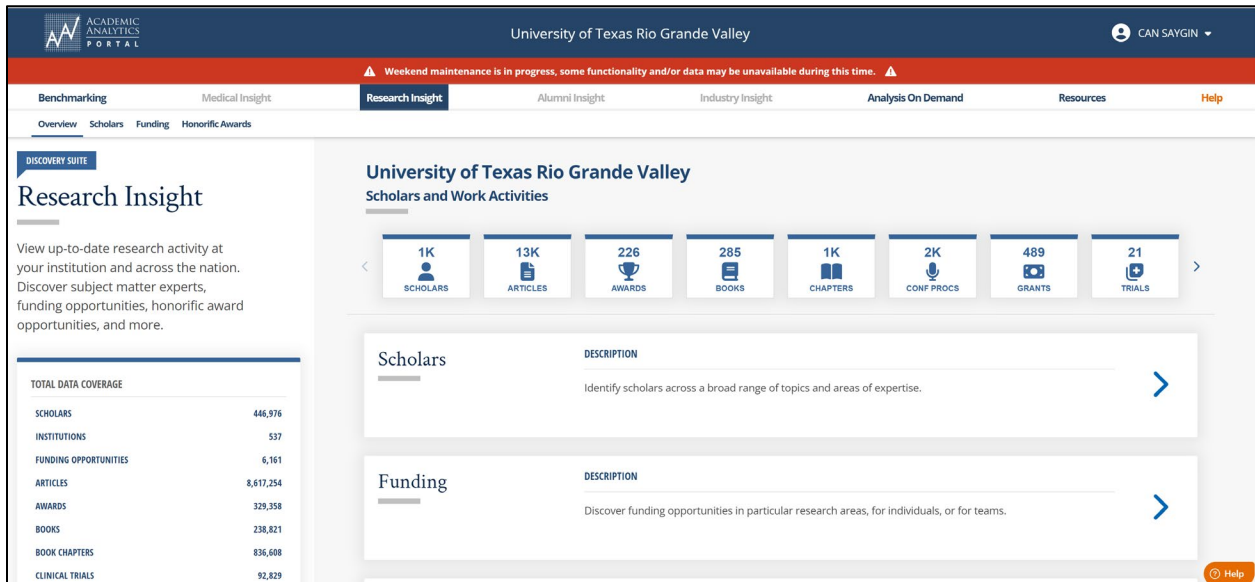 ACADEMIC
ANALYTICS
PORTAL
University of Texas Rio Grande Valley
CAN SAYGIN
Weekend maintenance is in progress, some functionality and/or data may be unavailable during this time.
Benchmarking Medical Insight Research Insight Alumni Insight Industry Insight Analysis On Demand Resources Help
Overview Scholars Funding Honorific Awards
DISCOVERY SUITE
Research Insight
View up-to-date research activity at
your institution and across the nation.
Discover subject matter experts,
funding opportunities, honorific award
opportunities, and more.
TOTAL DATA COVERAGE
SCHOLARS 446,976
INSTITUTIONS 537
FUNDING OPPORTUNITIES 6,161
ARTICLES 8,617,254
AWARDS 329,358
BOOKS 238,821
BOOK CHAPTERS 836,608
CLINICAL TRIALS 92,829
University of Texas Rio Grande Valley
Scholars and Work Activities
1K 13K 226 285 1K 2K 489 21
SCHOLARS ARTICLES AWARDS BOOKS CHAPTERS CONF PROCS GRANTS TRIALS
Scholars
DESCRIPTION
Identify scholars across a broad range of topics and areas of expertise.
Funding
DESCRIPTION
Discover funding opportunities in particular research areas, for individuals, or for teams.
Help